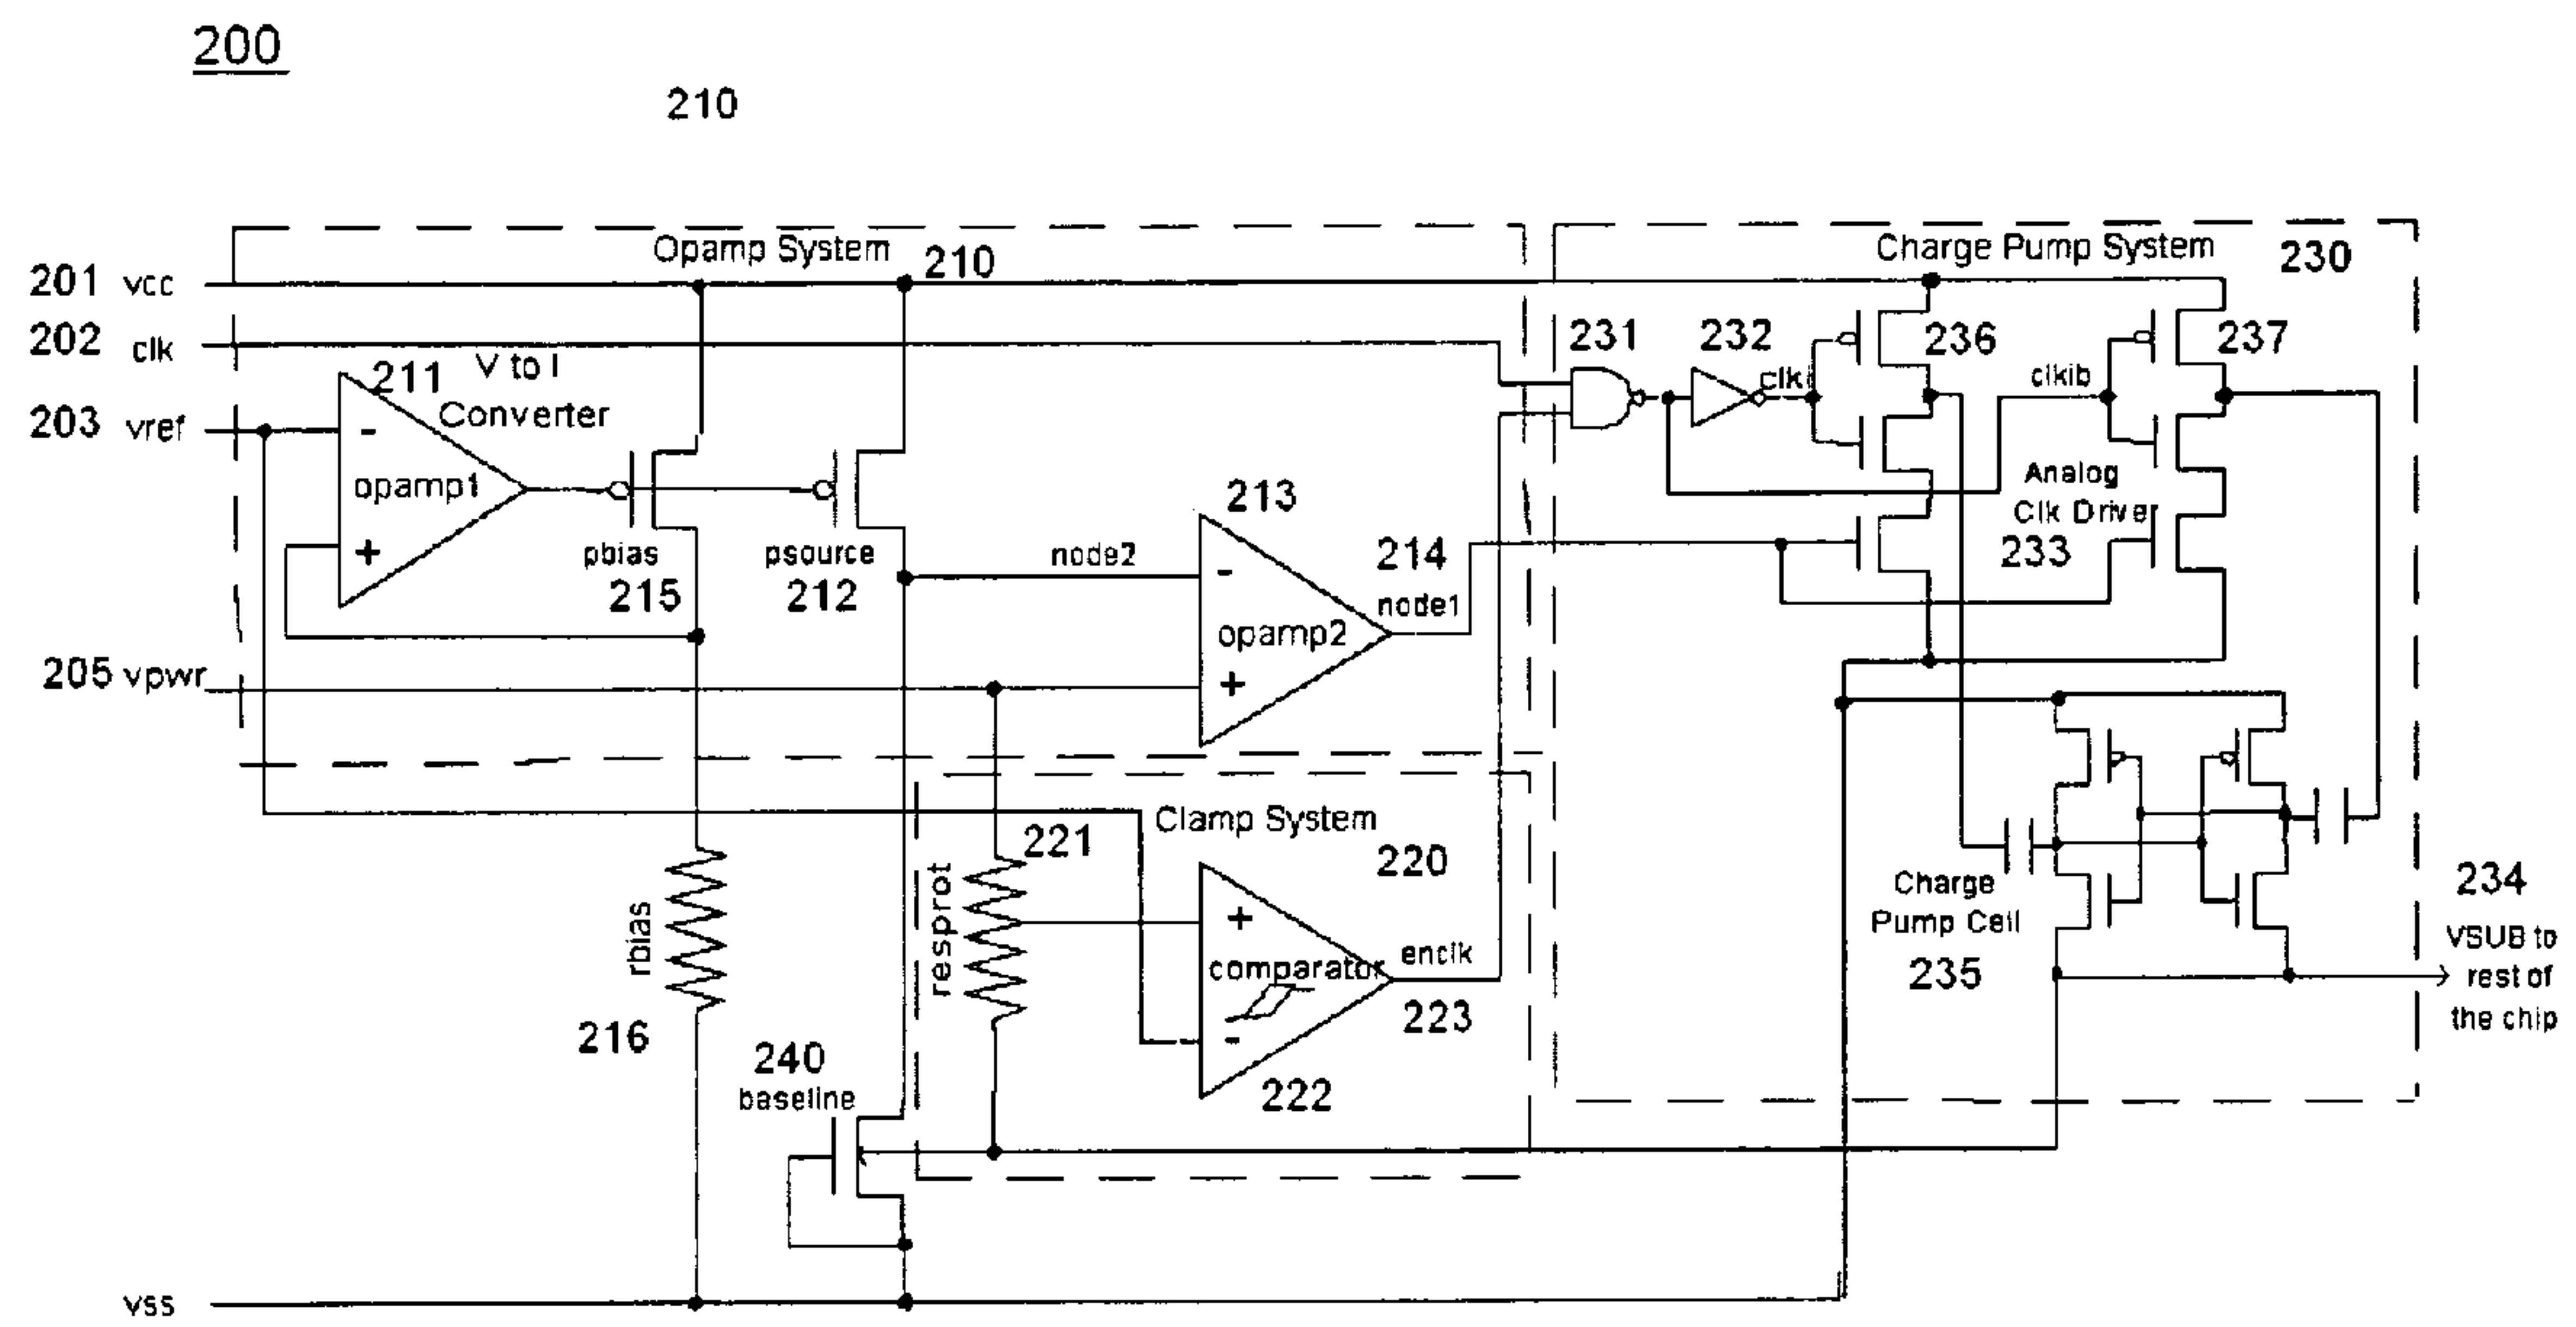 200
210
Opamp System
210
Charge Pump System
230
201 vcc
202 clk
203 vref
211
V to I
Converter
-
opamp1
+
pbias
215
psource
212
node2
213
-
opamp2
+
214
node1
205 vpwr
231
232
clki
236
clkib
237
Analog
Clk Driver
233
Clamp System
220
221
resprot
+
comparator
-
enclk
223
222
rbias
216
240
baseline
Charge
Pump Cell
235
234
VSUB to
rest of
the chip
vss